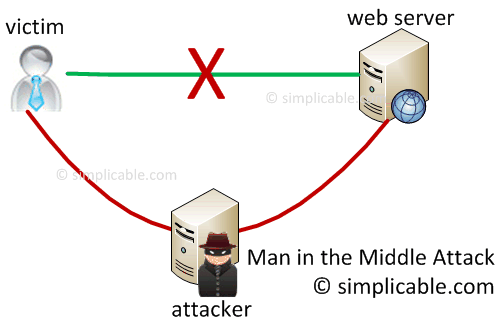 victim
web server
© simplicable.com
© simplicable.com
Man in the Middle Attack
© simplicable.com
attacker